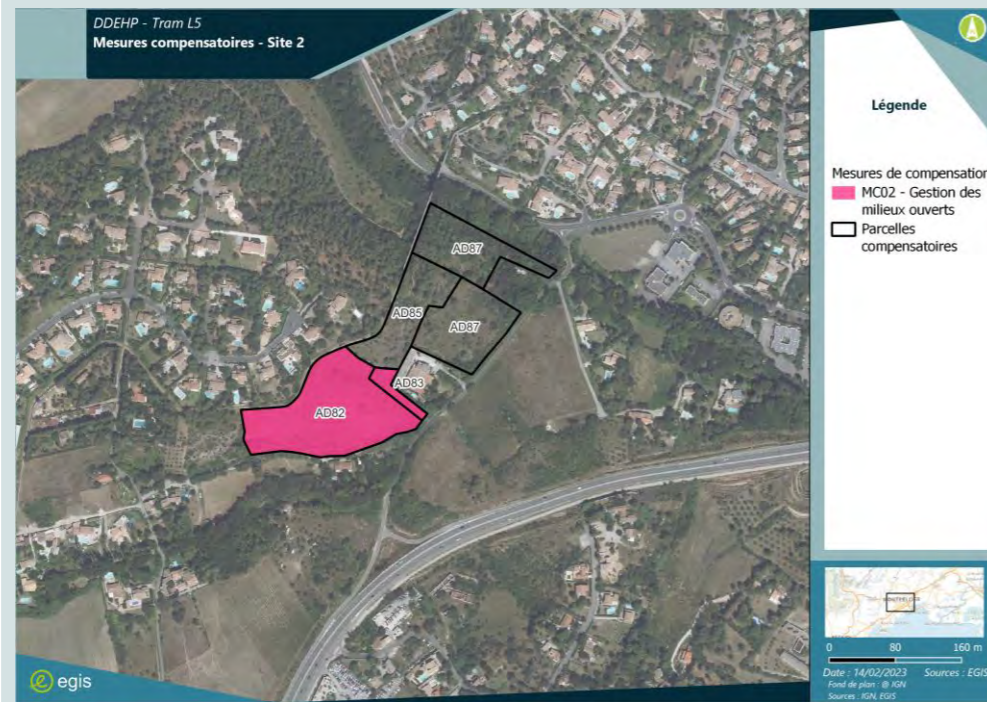 DDEHP - Tram L5
Mesures compensatoires - Site 2
Légende
Mesures de compensation
MC02 - Gestion des
milieux ouverts
Parcelles
compensatoires
AD87
AD85
AD87
AD83
AD82
MONTPELLIER
0 80 160 m
Date : 14/02/2023 Sources : EGIS
Fond de plan : @ IGN
Sources : IGN, EGIS
egis